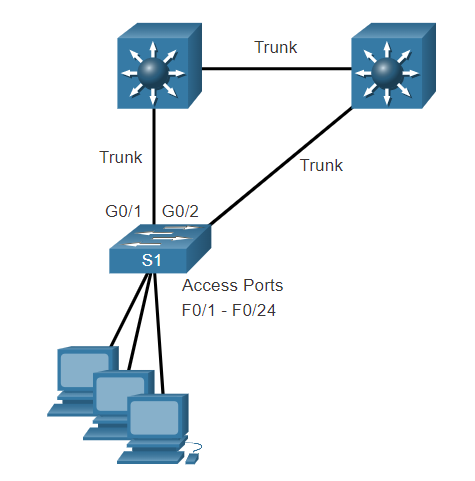 Trunk
Trunk
Trunk
G0/1
G0/2
S1
Access Ports
F0/1 - F0/24